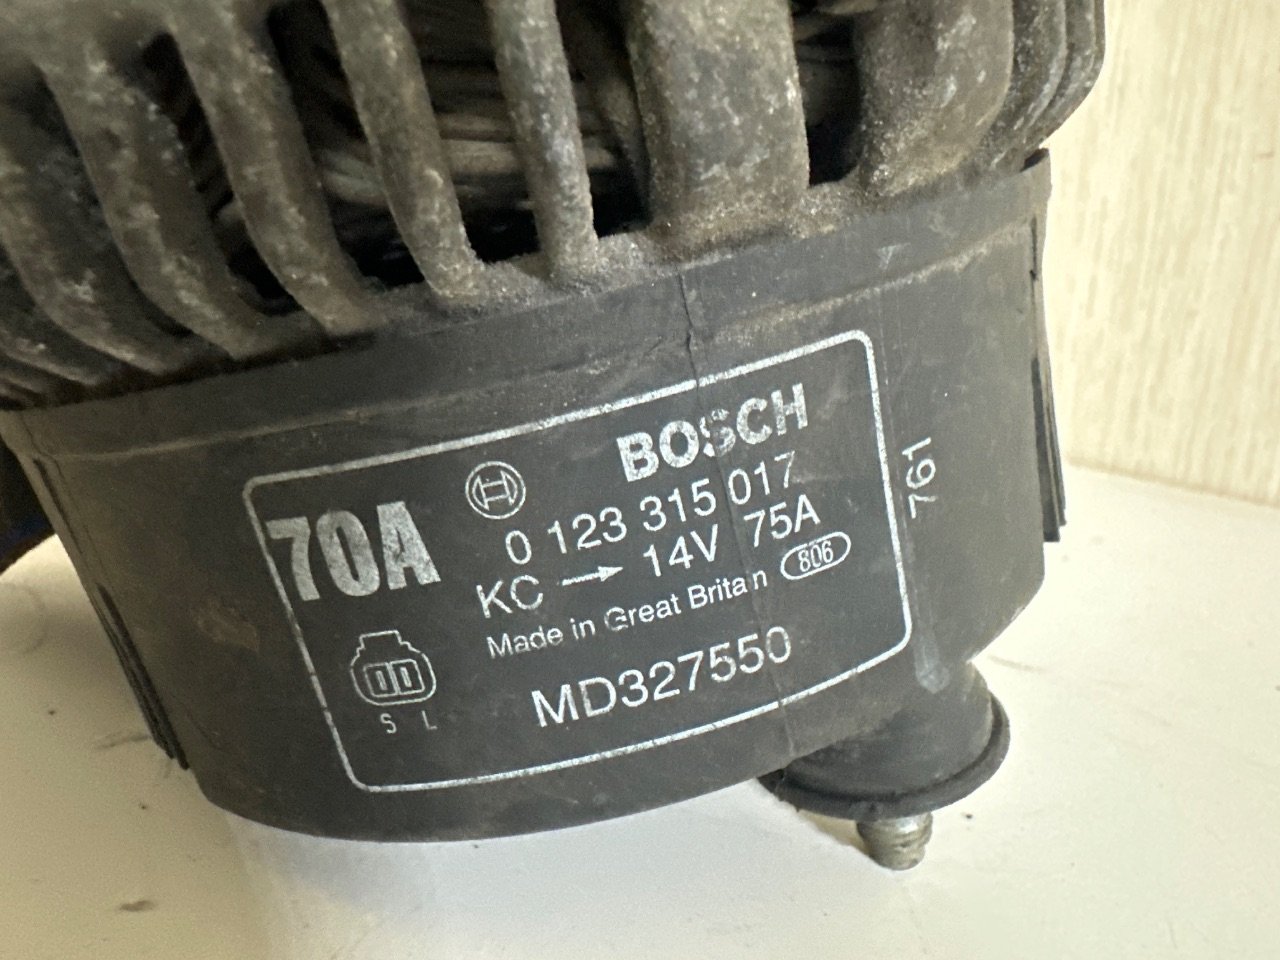 BOSCH
70A
0 123 315 017
KC → 14V 75A
Made in Great Britain 806
MD327550
S L
761